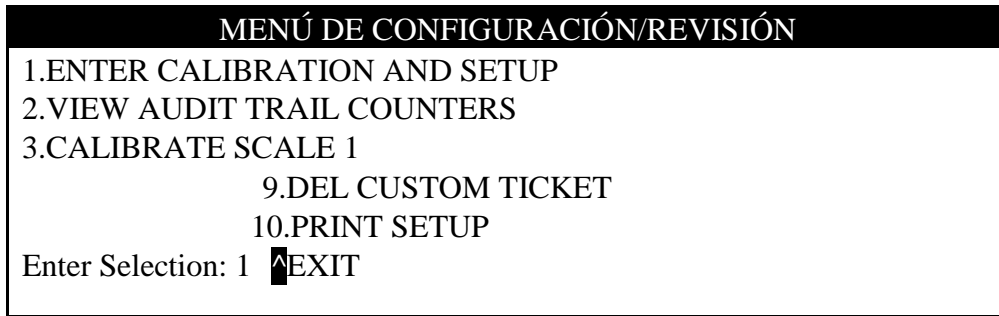 MENÚ DE CONFIGURACIÓN/REVISIÓN
1.ENTER CALIBRATION AND SETUP
2.VIEW AUDIT TRAIL COUNTERS
3.CALIBRATE SCALE 1
9.DEL CUSTOM TICKET
10.PRINT SETUP
Enter Selection: 1 ^EXIT